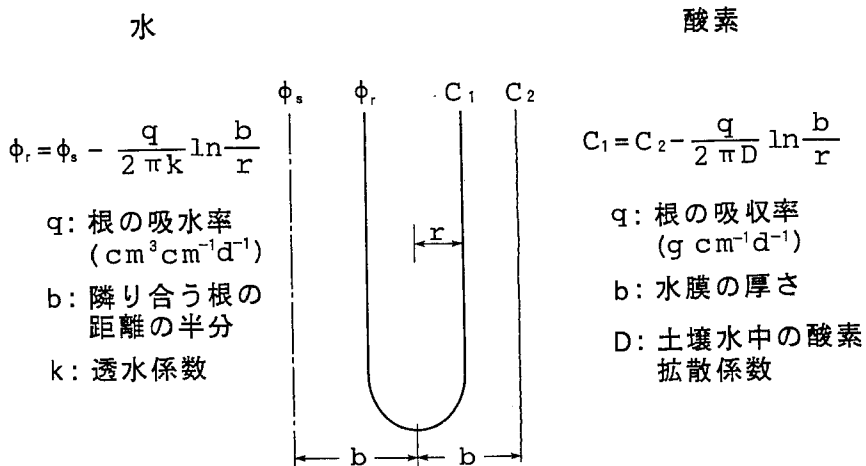 水
酸素
φs φr C1 C2
φr=φs - q/2πk ln b/r
C1=C2 - q/2πD ln b/r
r
q: 根の吸水率
(cm³cm⁻¹d⁻¹)
b: 隣り合う根の
距離の半分
k: 透水係数
q: 根の吸収率
(g cm⁻¹d⁻¹)
b: 水膜の厚さ
D: 土壌水中の酸素
拡散係数
b b